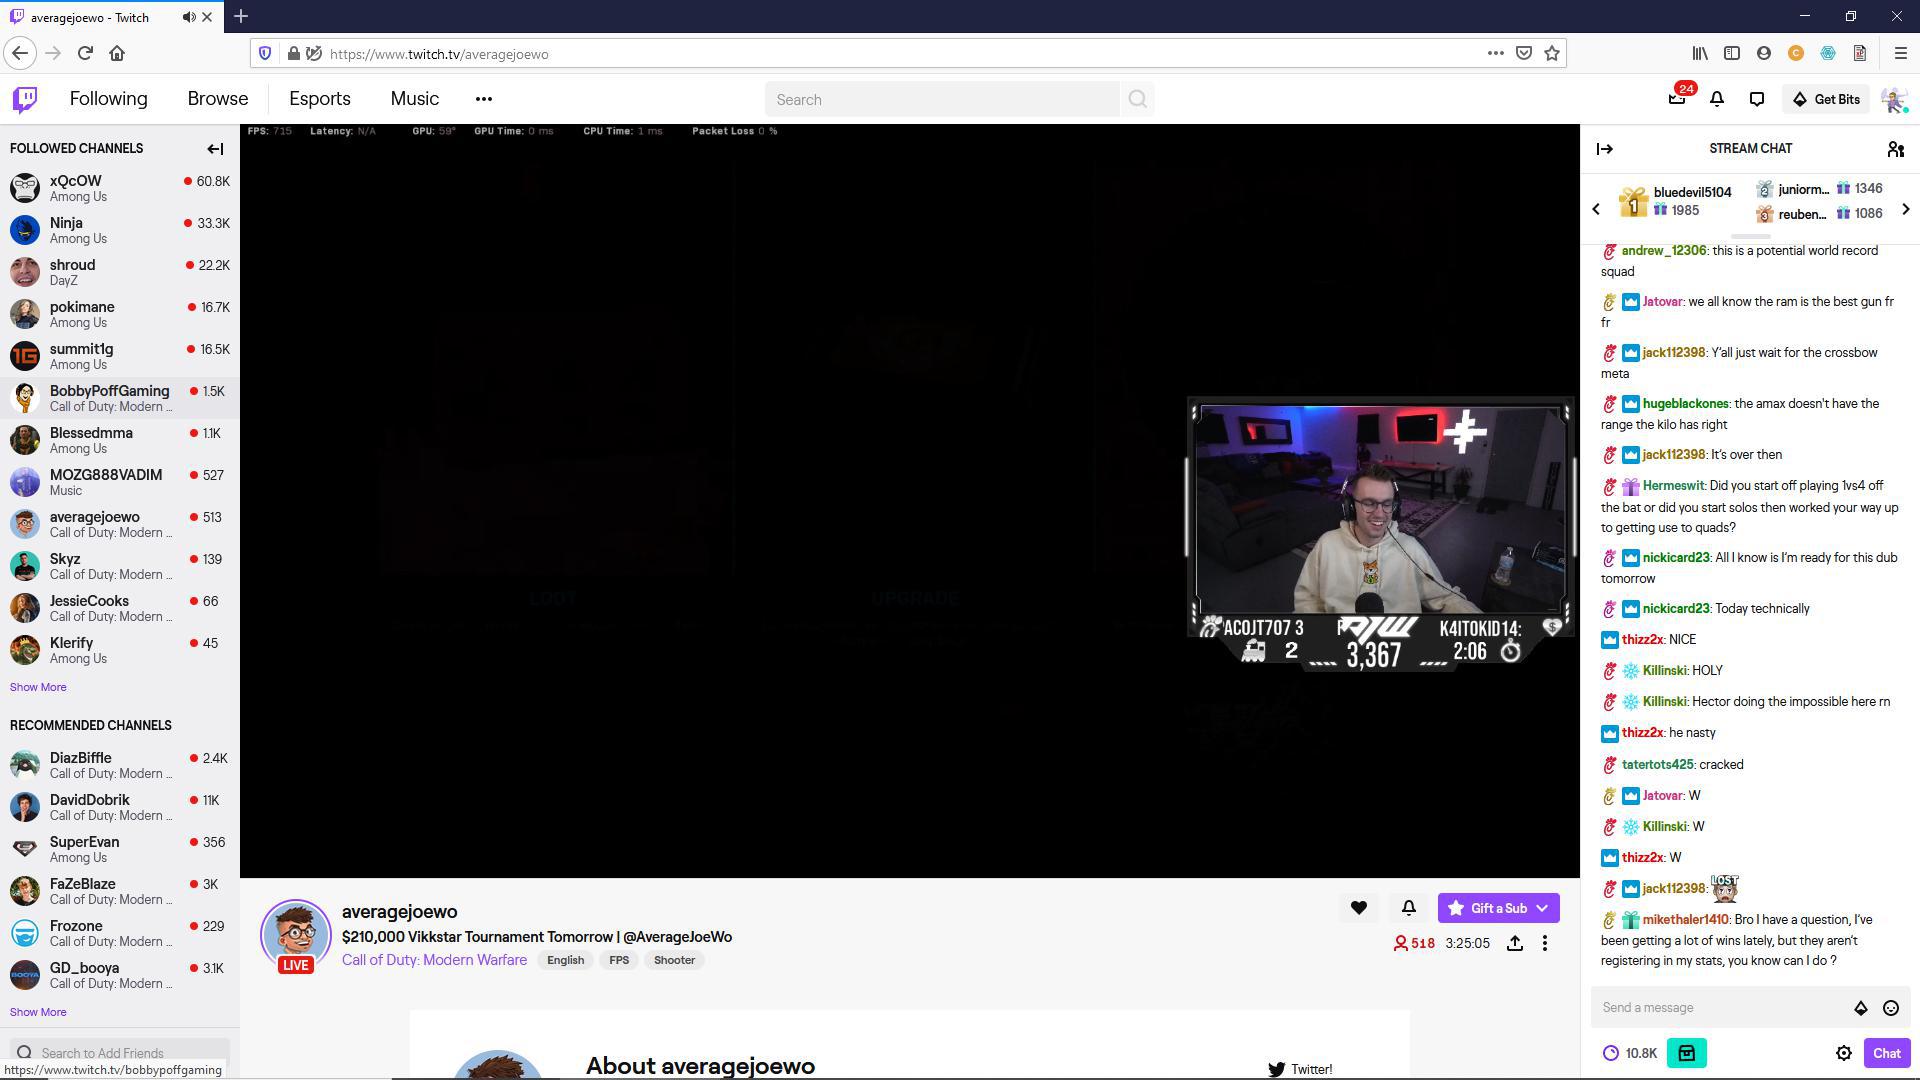 averagejoewo - Twitch
https://www.twitch.tv/averagejoewo
Following
Browse
Esports
Music
Search
24
Get Bits
FOLLOWED CHANNELS
xQcOW
60.8K
Among Us
Ninja
33.3K
Among Us
shroud
22.2K
DayZ
pokimane
16.7K
Among Us
summit1g
16.5K
Among Us
BobbyPoffGaming
1.5K
Call of Duty: Modern ...
Blessedmma
1.1K
Among Us
MOZG888VADIM
527
Music
averagejoewo
513
Call of Duty: Modern ...
Skyz
139
Call of Duty: Modern ...
JessieCooks
66
Call of Duty: Modern ...
Klerify
45
Among Us
Show More
RECOMMENDED CHANNELS
DiazBiffle
2.4K
Call of Duty: Modern ...
DavidDobrik
11K
Call of Duty: Modern ...
SuperEvan
356
Among Us
FaZeBlaze
3K
Call of Duty: Modern ...
Frozone
229
Call of Duty: Modern ...
GD_booya
3.1K
Call of Duty: Modern ...
Show More
Search to Add Friends
https://www.twitch.tv/bobbypoffgaming
FPS: 715 Latency: N/A GPU: 59° GPU Time: 0 ms CPU Time: 1 ms Packet Loss 0 %
LOOT
UPGRADE
ACOJT707 3
AJW
K4ITOKID14:
2
3,367
2:06
averagejoewo
$210,000 Vikkstar Tournament Tomorrow | @AverageJoeWo
Call of Duty: Modern Warfare
English
FPS
Shooter
LIVE
Gift a Sub
518
3:25:05
About averagejoewo
Twitter!
STREAM CHAT
1
bluedevil5104
1985
2
juniorm...
1346
3
reuben...
1086
andrew_12306: this is a potential world record
squad
Jatovar: we all know the ram is the best gun fr
fr
jack112398: Y'all just wait for the crossbow
meta
hugeblackones: the amax doesn't have the
range the kilo has right
jack112398: It's over then
Hermeswit: Did you start off playing 1vs4 off
the bat or did you start solos then worked your way up
to getting use to quads?
nickicard23: All I know is I'm ready for this dub
tomorrow
nickicard23: Today technically
thizz2x: NICE
Killinski: HOLY
Killinski: Hector doing the impossible here rn
thizz2x: he nasty
tatertots425: cracked
Jatovar: W
Killinski: W
thizz2x: W
jack112398: LOST
mikethaler1410: Bro I have a question, I've
been getting a lot of wins lately, but they aren't
registering in my stats, you know can I do ?
Send a message
10.8K
Chat